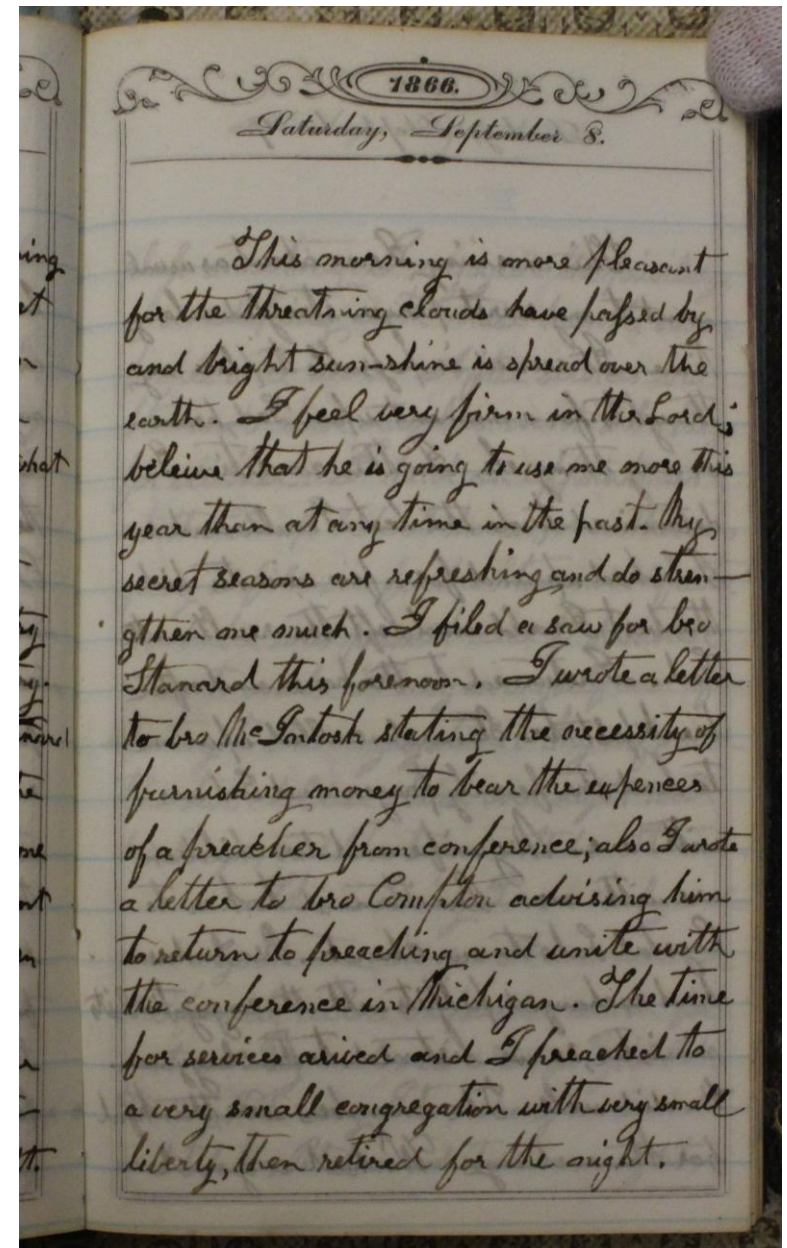 1866.
Saturday, September 8.
ing
et
This morning is more pleasant
for the threatning clouds have passed by
and bright sun-shine is spread over the
earth. I feel very firm in the Lord;
what
beleive that he is going to use me more this
year than at any time in the past. My
secret seasons are refreshing and do stren-
gthen me much. I filed a saw for bro
Stanard this forenoon. I wrote a letter
to bro McIntosh stating the necessity of
furnishing money to bear the expences
of a preacher from conference; also I wrote
me
a letter to bro Compton advising him
to return to preaching and unite with
the conference in Michigan. The time
for services arived and I preached to
a very small congregation with very small
liberty, then retired for the night.